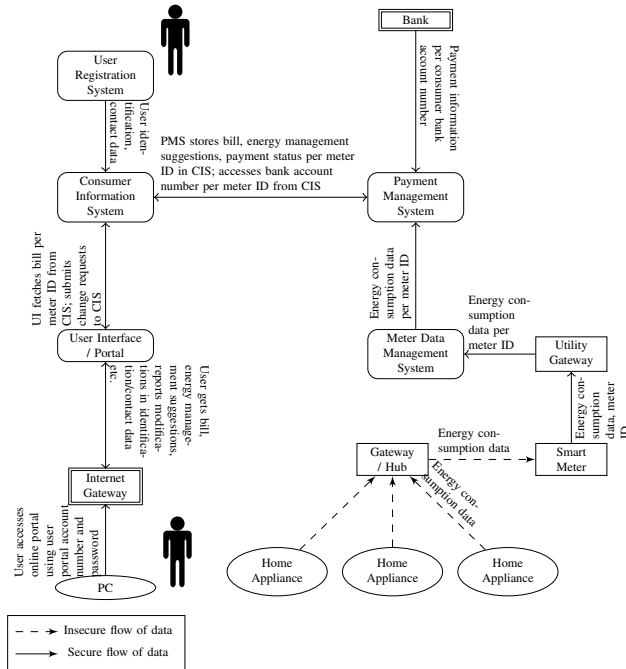 Bank
User
Registration
System
Payment information
per consumer bank
account number
User iden-
tification,
contact data
PMS stores bill, energy management
suggestions, payment status per meter
ID in CIS; accesses bank account
number per meter ID from CIS
Consumer
Information
System
Payment
Management
System
UI fetches bill per
meter ID from
CIS; submits
change requests
to CIS
Energy con-
sumption data
per meter ID
Energy con-
sumption
data per
meter ID
User Interface
/ Portal
Meter Data
Management
System
Utility
Gateway
User gets bill,
energy manage-
ment suggestions,
reports modifica-
tions in identifica-
tion/contact data
etc.
Energy con-
sumption
data, meter
ID
Gateway
/ Hub
Energy con-
sumption data
Smart
Meter
Energy con-
sumption data
Internet
Gateway
User accesses
online portal
using user
portal account
number and
password
Home
Appliance
Home
Appliance
Home
Appliance
PC
Insecure flow of data
Secure flow of data